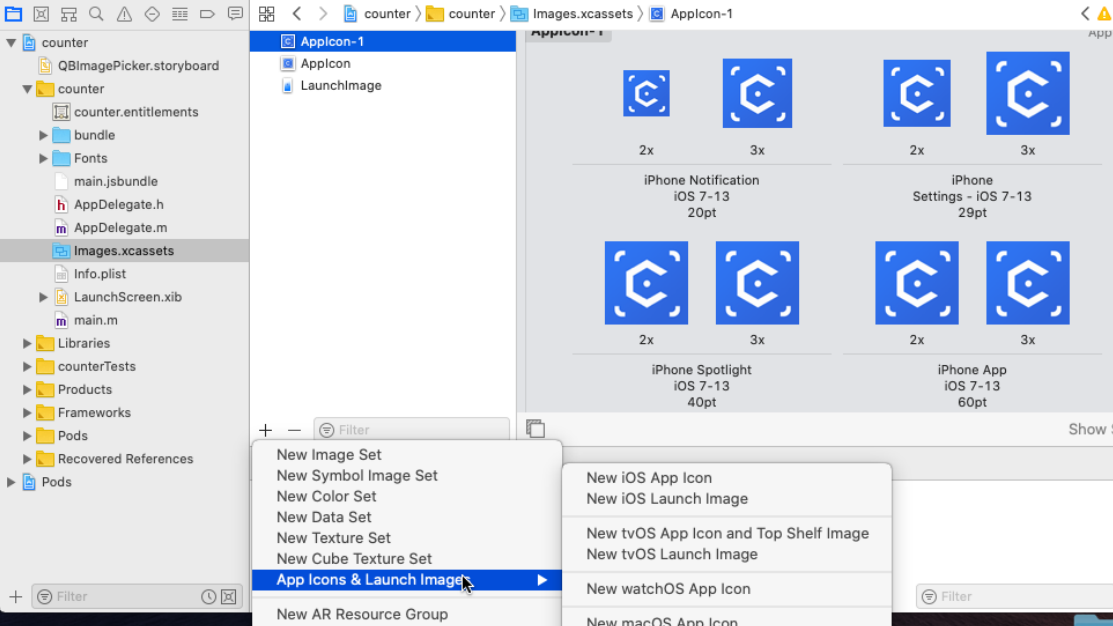 counter
counter
Images.xcassets
AppIcon-1
counter
QBImagePicker.storyboard
counter
counter.entitlements
bundle
Fonts
main.jsbundle
AppDelegate.h
AppDelegate.m
Images.xcassets
Info.plist
LaunchScreen.xib
main.m
Libraries
counterTests
Products
Frameworks
Pods
Recovered References
Pods
Filter
AppIcon-1
AppIcon
LaunchImage
Filter
AppIcon-1
App
2x
3x
2x
3x
iPhone Notification
iOS 7-13
20pt
iPhone
Settings - iOS 7-13
29pt
2x
3x
2x
3x
iPhone Spotlight
iOS 7-13
40pt
iPhone App
iOS 7-13
60pt
Show
New Image Set
New Symbol Image Set
New Color Set
New Data Set
New Texture Set
New Cube Texture Set
App Icons & Launch Images
New AR Resource Group
New iOS App Icon
New iOS Launch Image
New tvOS App Icon and Top Shelf Image
New tvOS Launch Image
New watchOS App Icon
New macOS App Icon
Filter